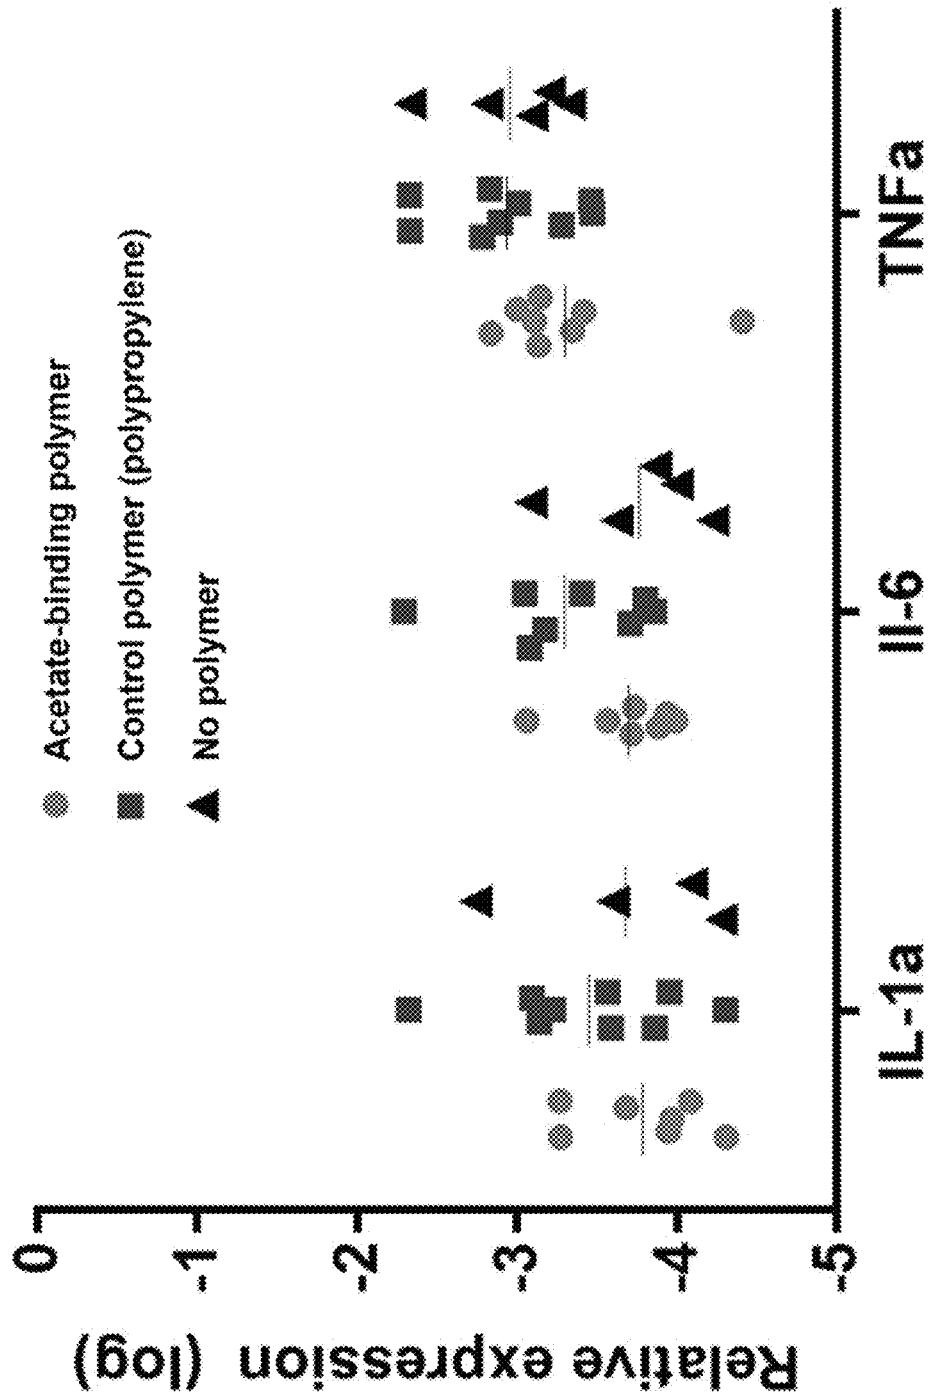 Acetate-binding polymer
Control polymer (polypropylene)
No polymer
Relative expression (log)
0
-1
-2
-3
-4
-5
IL-1a
Il-6
TNFa